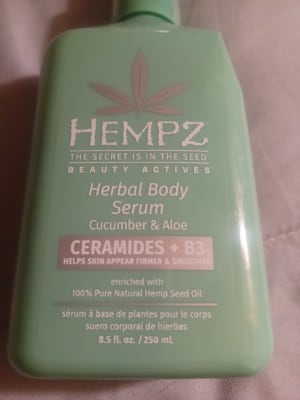 HEMPZ
THE SECRET IS IN THE SEED
BEAUTY ACTIVES
Herbal Body
Serum
Cucumber & Aloe
CERAMIDES + B3
HELPS SKIN APPEAR FIRMER & SMOOTHER
enriched with
100% Pure Natural Hemp Seed Oil
sérum à base de plantes pour le corps
suero corporal de hierbas
8.5 fl. oz. / 250 mL